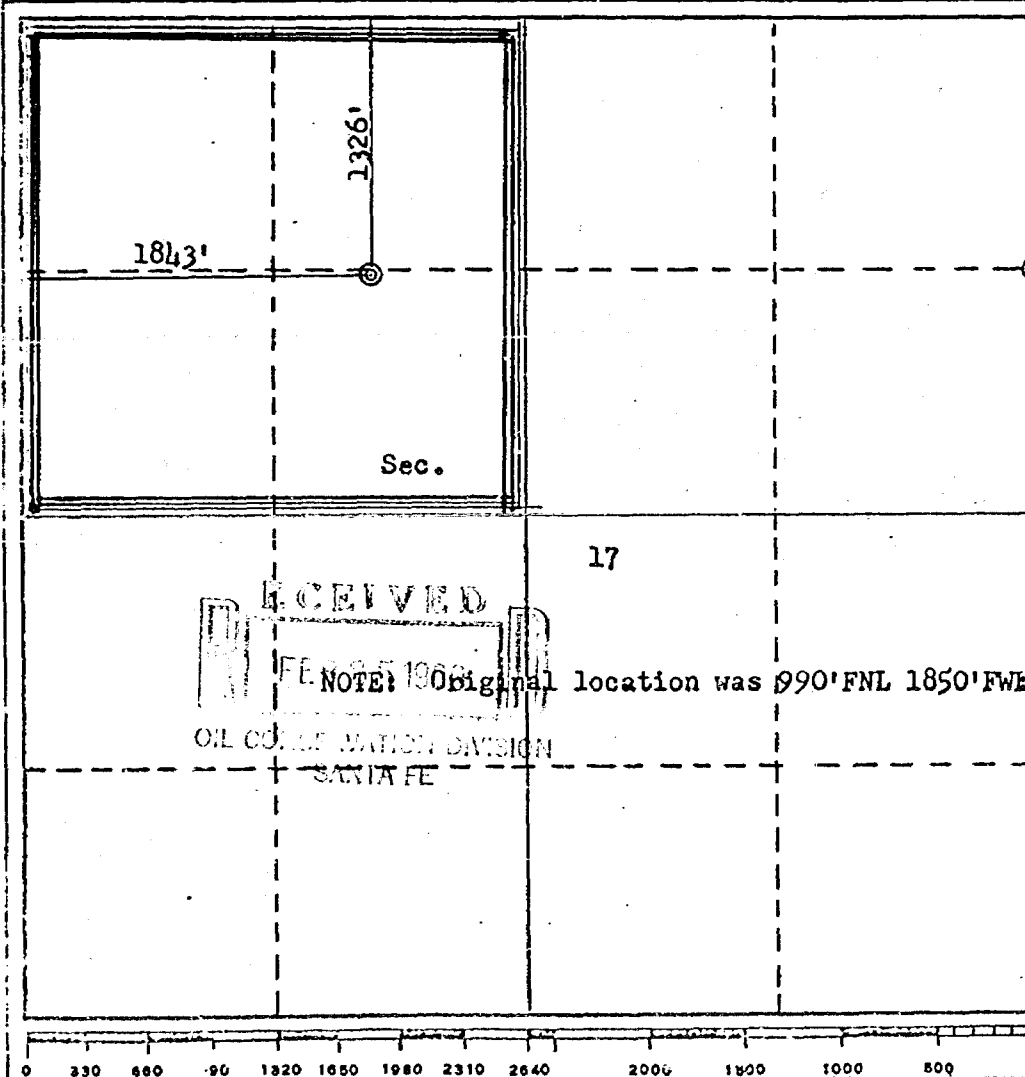 1326'
1843'
Sec.
17
RECEIVED
NOTE: Original location was 990'FNL 1850'FWL
OIL CONSERVATION DIVISION
SANTA FE
0 330 660 90 1320 1650 1980 2310 2640 2000 1500 1000 500